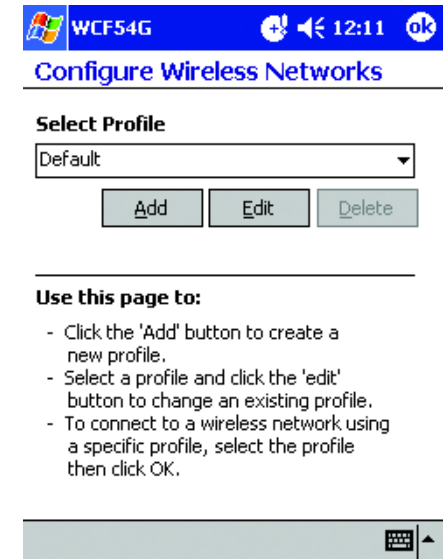 WCF54G 12:11 ok
Configure Wireless Networks
Select Profile
Default
Add Edit Delete
Use this page to:
- Click the 'Add' button to create a
new profile.
- Select a profile and click the 'edit'
button to change an existing profile.
- To connect to a wireless network using
a specific profile, select the profile
then click OK.